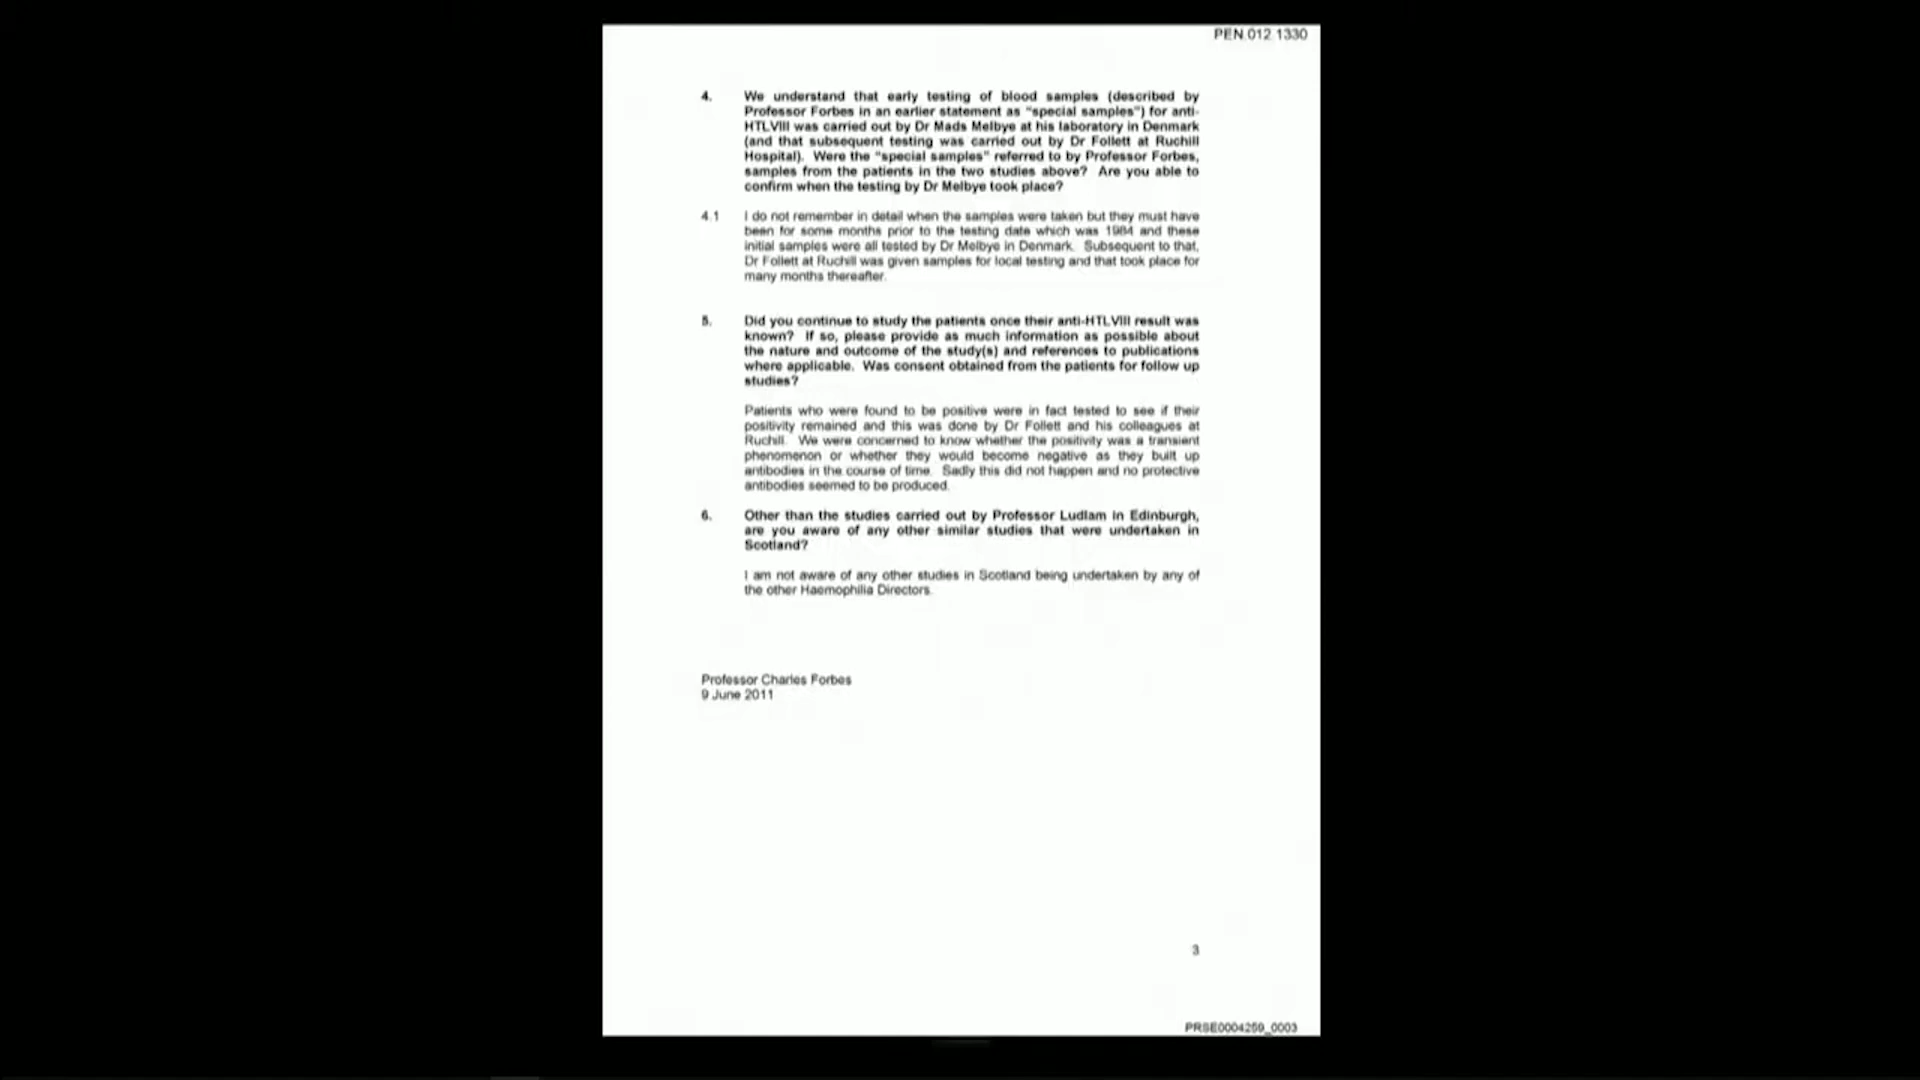 PEN.012.1330
4. We understand that early testing of blood samples (described by
Professor Forbes in an earlier statement as "special samples") for anti-
HTLVIII was carried out by Dr Mads Melbye at his laboratory in Denmark
(and that subsequent testing was carried out by Dr Follett at Ruchill
Hospital). Were the "special samples" referred to by Professor Forbes,
samples from the patients in the two studies above? Are you able to
confirm when the testing by Dr Melbye took place?
4.1 I do not remember in detail when the samples were taken but they must have
been for some months prior to the testing date which was 1984 and these
initial samples were all tested by Dr Melbye in Denmark. Subsequent to that,
Dr Follett at Ruchill was given samples for local testing and that took place for
many months thereafter.
5. Did you continue to study the patients once their anti-HTLVIII result was
known? If so, please provide as much information as possible about
the nature and outcome of the study(s) and references to publications
where applicable. Was consent obtained from the patients for follow up
studies?
Patients who were found to be positive were in fact tested to see if their
positivity remained and this was done by Dr Follett and his colleagues at
Ruchill. We were concerned to know whether the positivity was a transient
phenomenon or whether they would become negative as they built up
antibodies in the course of time. Sadly this did not happen and no protective
antibodies seemed to be produced.
6. Other than the studies carried out by Professor Ludlam in Edinburgh,
are you aware of any other similar studies that were undertaken in
Scotland?
I am not aware of any other studies in Scotland being undertaken by any of
the other Haemophilia Directors.
Professor Charles Forbes
9 June 2011
3
PRSE0004259_0003